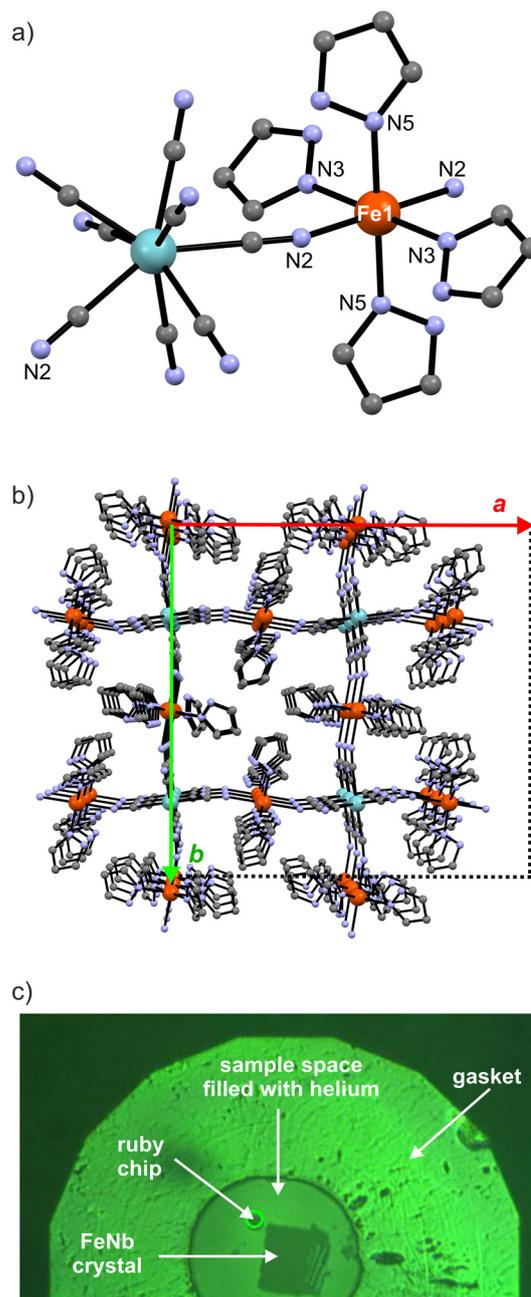 a)
N5
N3
N2
Fe1
N2
N3
N5
N2
b)
a
b
c)
sample space
filled with helium
gasket
ruby
chip
FeNb
crystal